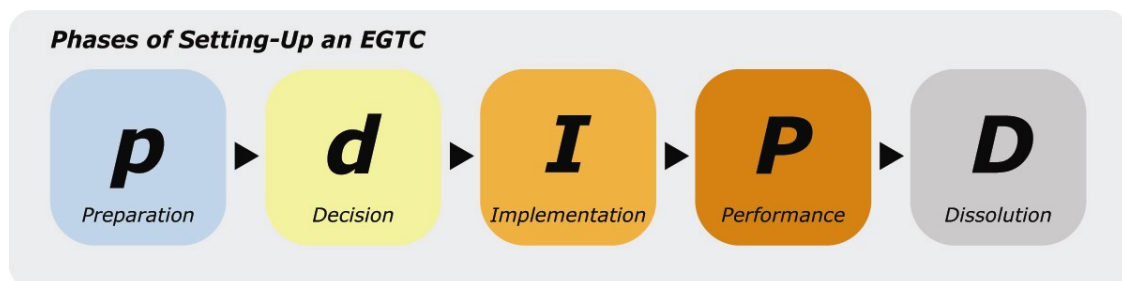 Phases of Setting-Up an EGTC
p d I P D
Preparation Decision Implementation Performance Dissolution